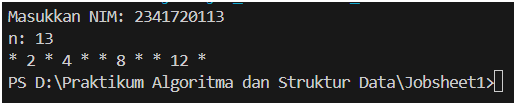 Masukkan NIM: 2341720113
n: 13
* 2 * 4 * * 8 * * 12 *
PS D:\Praktikum Algoritma dan Struktur Data\Jobsheet1>